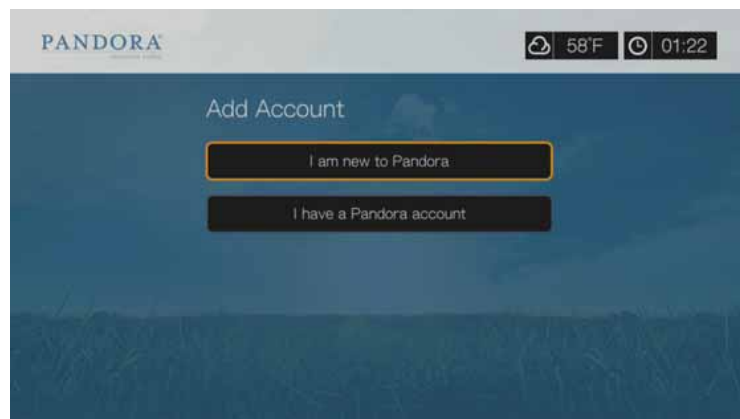 PANDORA®
58°F
01:22
Add Account
I am new to Pandora
I have a Pandora account